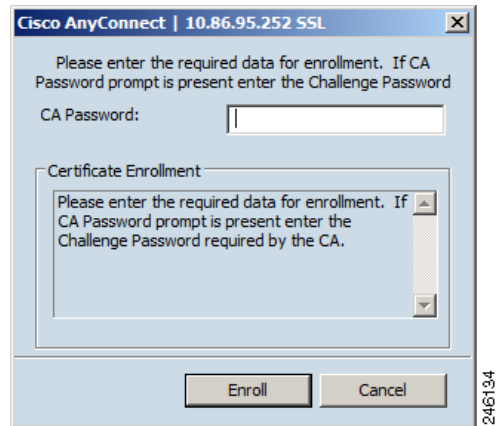 Cisco AnyConnect | 10.86.95.252 SSL
Please enter the required data for enrollment. If CA
Password prompt is present enter the Challenge Password
CA Password:
Certificate Enrollment
Please enter the required data for enrollment. If
CA Password prompt is present enter the
Challenge Password required by the CA.
Enroll
Cancel
246134